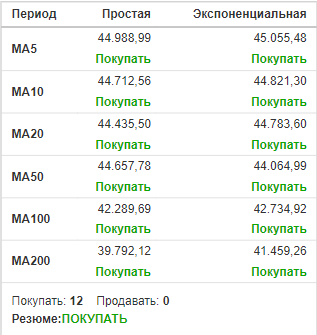 Период Простая Экспоненциальная
MA5 44.988,99 45.055,48
Покупать Покупать
MA10 44.712,56 44.821,30
Покупать Покупать
MA20 44.435,50 44.783,60
Покупать Покупать
MA50 44.657,78 44.064,99
Покупать Покупать
MA100 42.289,69 42.734,92
Покупать Покупать
MA200 39.792,12 41.459,26
Покупать Покупать
Покупать: 12 Продавать: 0
Резюме:ПОКУПАТЬ